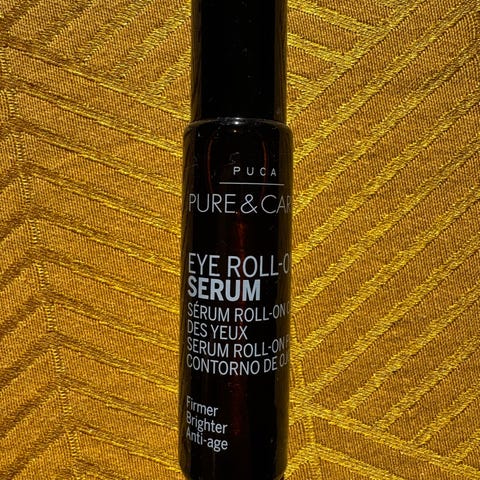 PUCA
PURE & CAR
EYE ROLL-O
SERUM
SÉRUM ROLL-ON
DES YEUX
SERUM ROLL-ON
CONTORNO DE O
Firmer
Brighter
Anti-age